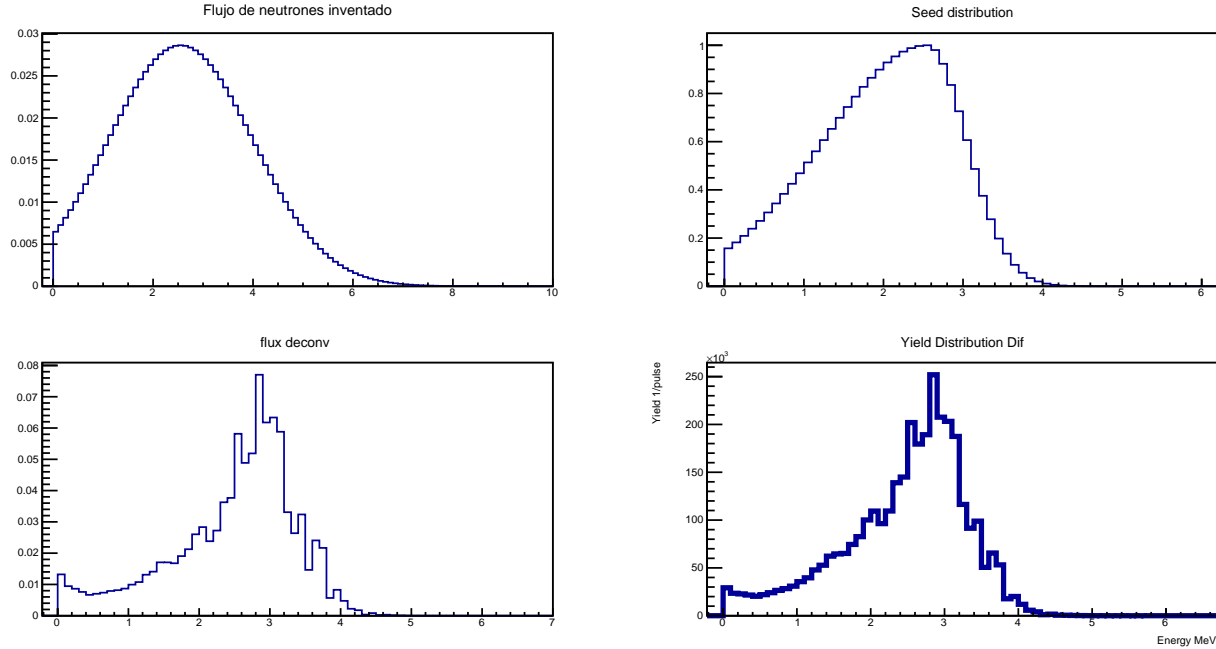 Flujo de neutrones inventado
0.03
0.025
0.02
0.015
0.01
0.005
0
0 2 4 6 8 10
Seed distribution
1
0.8
0.6
0.4
0.2
0
0 1 2 3 4 5 6
flux deconv
0.08
0.07
0.06
0.05
0.04
0.03
0.02
0.01
0
0 1 2 3 4 5 6 7
Yield Distribution Dif
×10³
Yield 1/pulse
250
200
150
100
50
0
0 1 2 3 4 5 6
Energy MeV